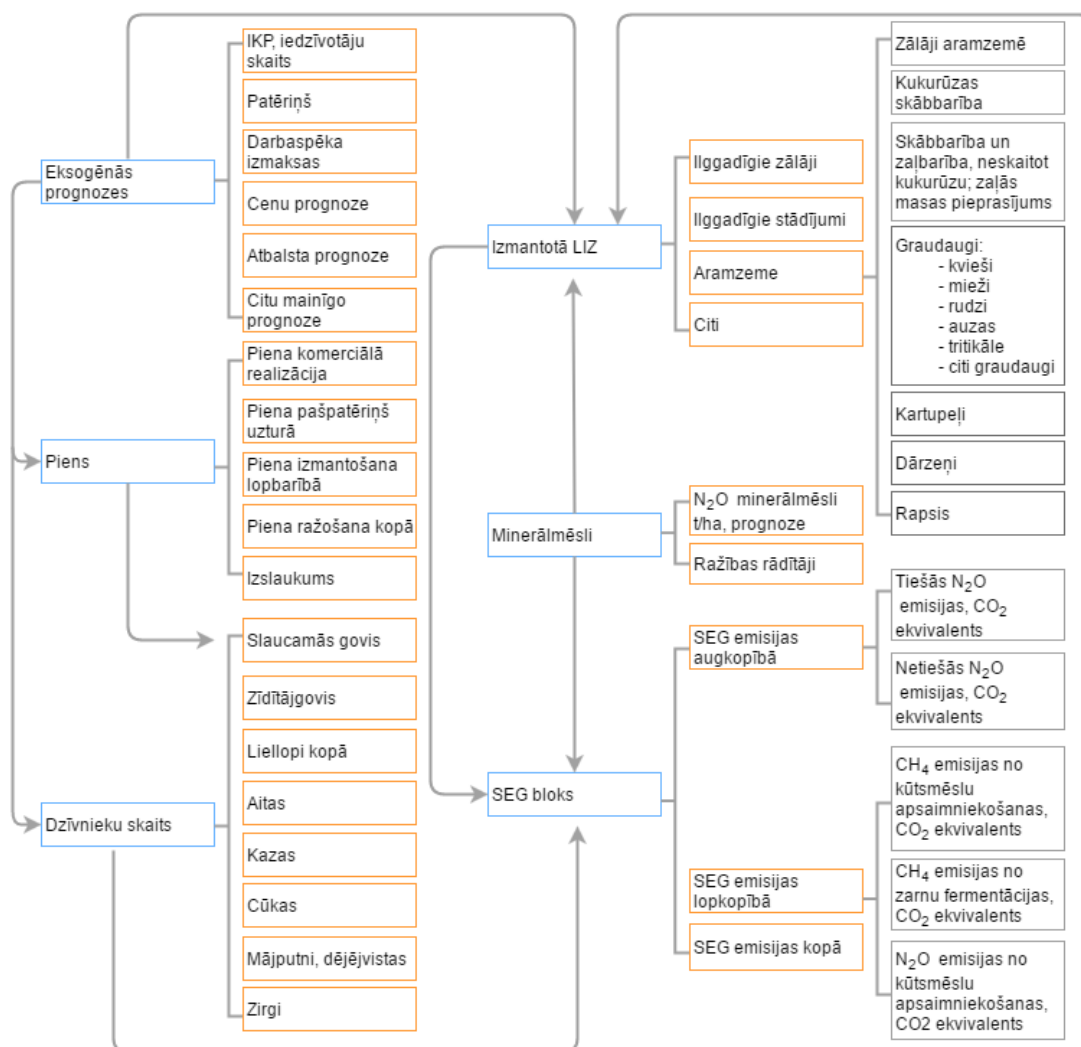 Eksogēnās
prognozes
IKP, iedzīvotāju
skaits
Patēriņš
Darbaspēka
izmaksas
Cenu prognoze
Atbalsta prognoze
Citu mainīgo
prognoze
Piens
Piena komerciālā
realizācija
Piena pašpatēriņš
uzturā
Piena izmantošana
lopbarībā
Piena ražošana kopā
Izslaukums
Dzīvnieku skaits
Slaucamās govis
Zīdītājgovis
Liellopi kopā
Aitas
Kazas
Cūkas
Mājputni, dējējvistas
Zirgi
Izmantotā LIZ
Ilggadīgie zālāji
Ilggadīgie stādījumi
Aramzeme
Citi
Zālāji aramzemē
Kukurūzas
skābbarība
Skābbarība un
zaļbarība, neskaitot
kukurūzu; zaļās
masas pieprasījums
Graudaugi:
- kvieši
- mieži
- rudzi
- auzas
- tritikāle
- citi graudaugi
Kartupeļi
Dārzeņi
Rapsis
Minerālmēsli
N2O minerālmēsli
t/ha, prognoze
Ražības rādītāji
SEG bloks
SEG emisijas
augkopībā
Tiešās N2O
emisijas, CO2
ekvivalents
Netiešās N2O
emisijas, CO2
ekvivalents
SEG emisijas
lopkopībā
CH4 emisijas no
kūtsmēslu
apsaimniekošanas,
CO2 ekvivalents
CH4 emisijas no
zarnu fermentācijas,
CO2 ekvivalents
N2O emisijas no
kūtsmēslu
apsaimniekošanas,
CO2 ekvivalents
SEG emisijas kopā